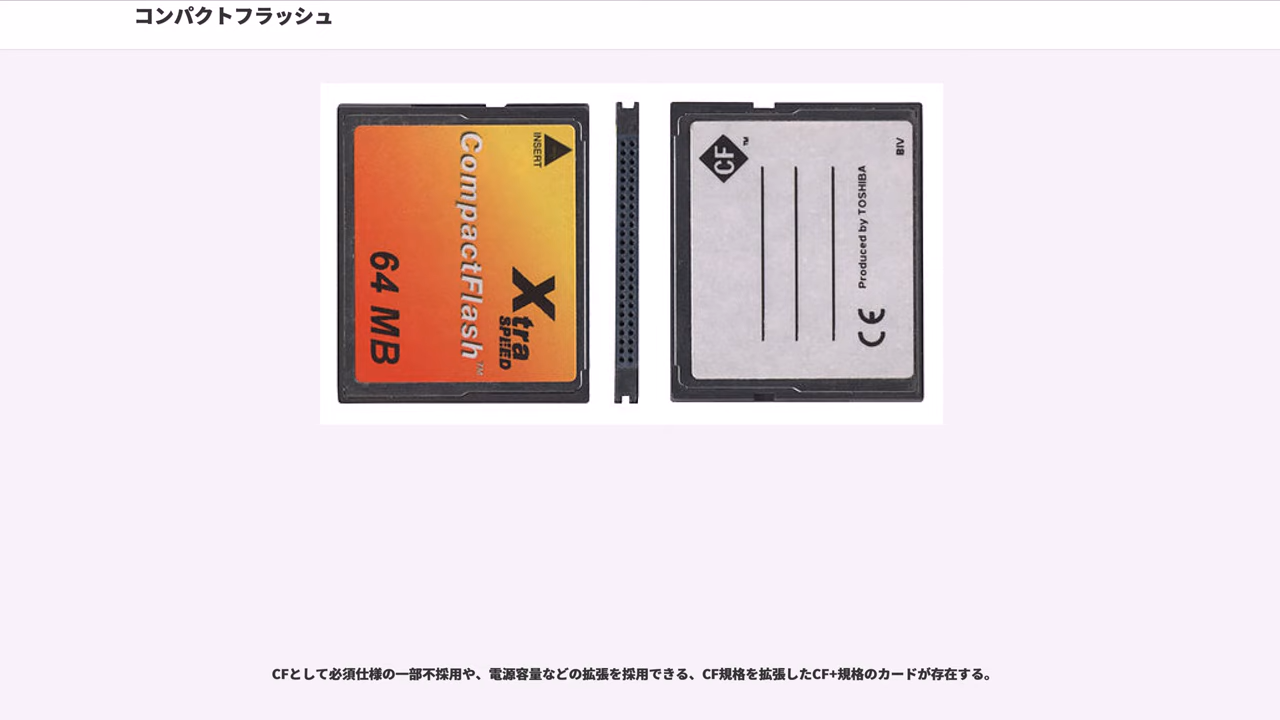 コンパクトフラッシュ
INSERT
CompactFlash™
Xtra
SPEED
64 MB
CF™
BIV
Produced by TOSHIBA
CE
CFとして必須仕様の一部不採用や、電源容量などの拡張を採用できる、CF規格を拡張したCF+規格のカードが存在する。